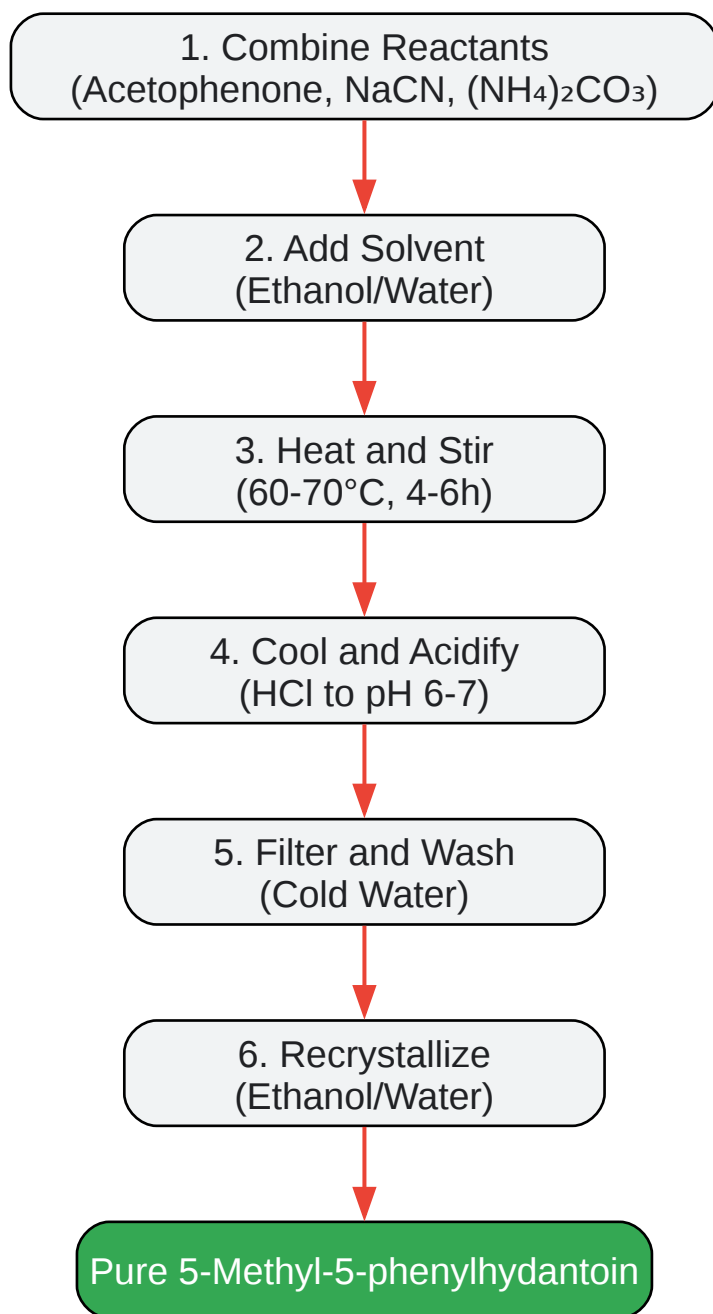 1. Combine Reactants
(Acetophenone, NaCN, (NH₄)₂CO₃)
2. Add Solvent
(Ethanol/Water)
3. Heat and Stir
(60-70°C, 4-6h)
4. Cool and Acidify
(HCl to pH 6-7)
5. Filter and Wash
(Cold Water)
6. Recrystallize
(Ethanol/Water)
Pure 5-Methyl-5-phenylhydantoin